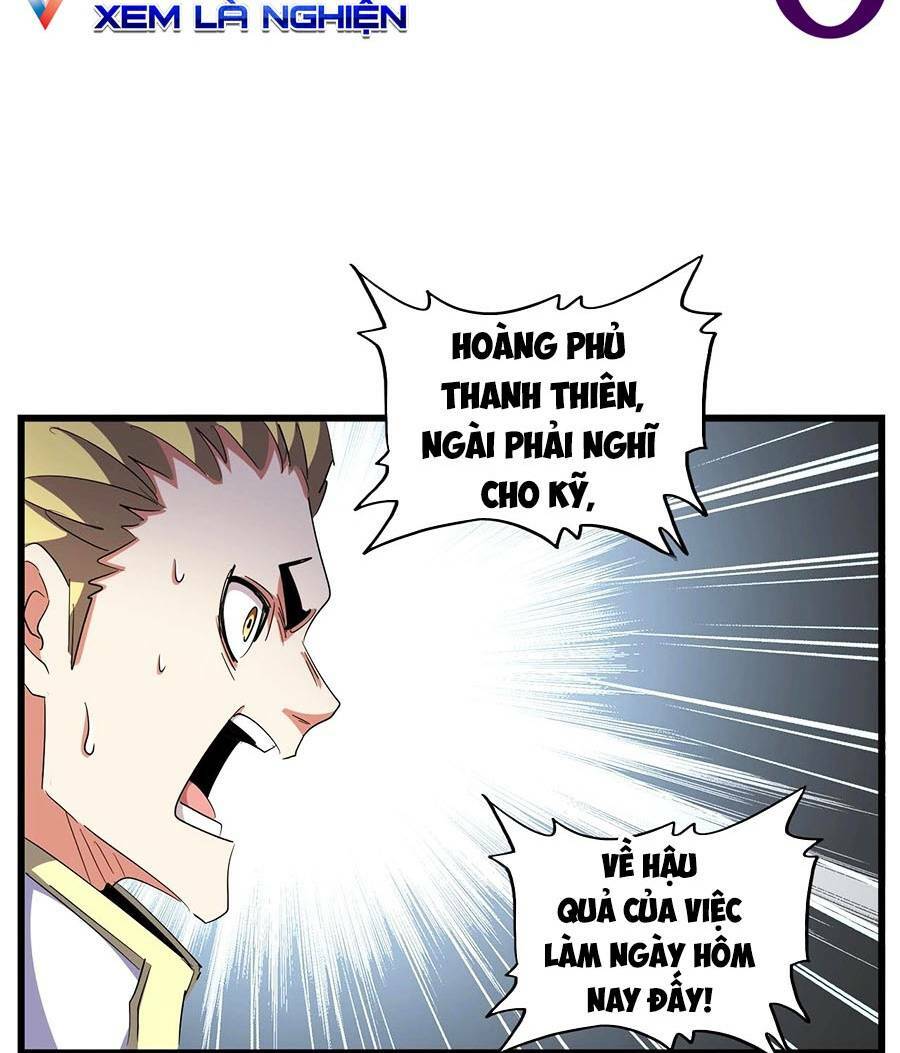 XEM LÀ NGHIỆN
HOÀNG PHỦ
THANH THIÊN,
NGÀI PHẢI NGHĨ
CHO KỸ,
VỀ HẬU
QUẢ CỦA VIỆC
LÀM NGÀY HÔM
NAY ĐẤY!